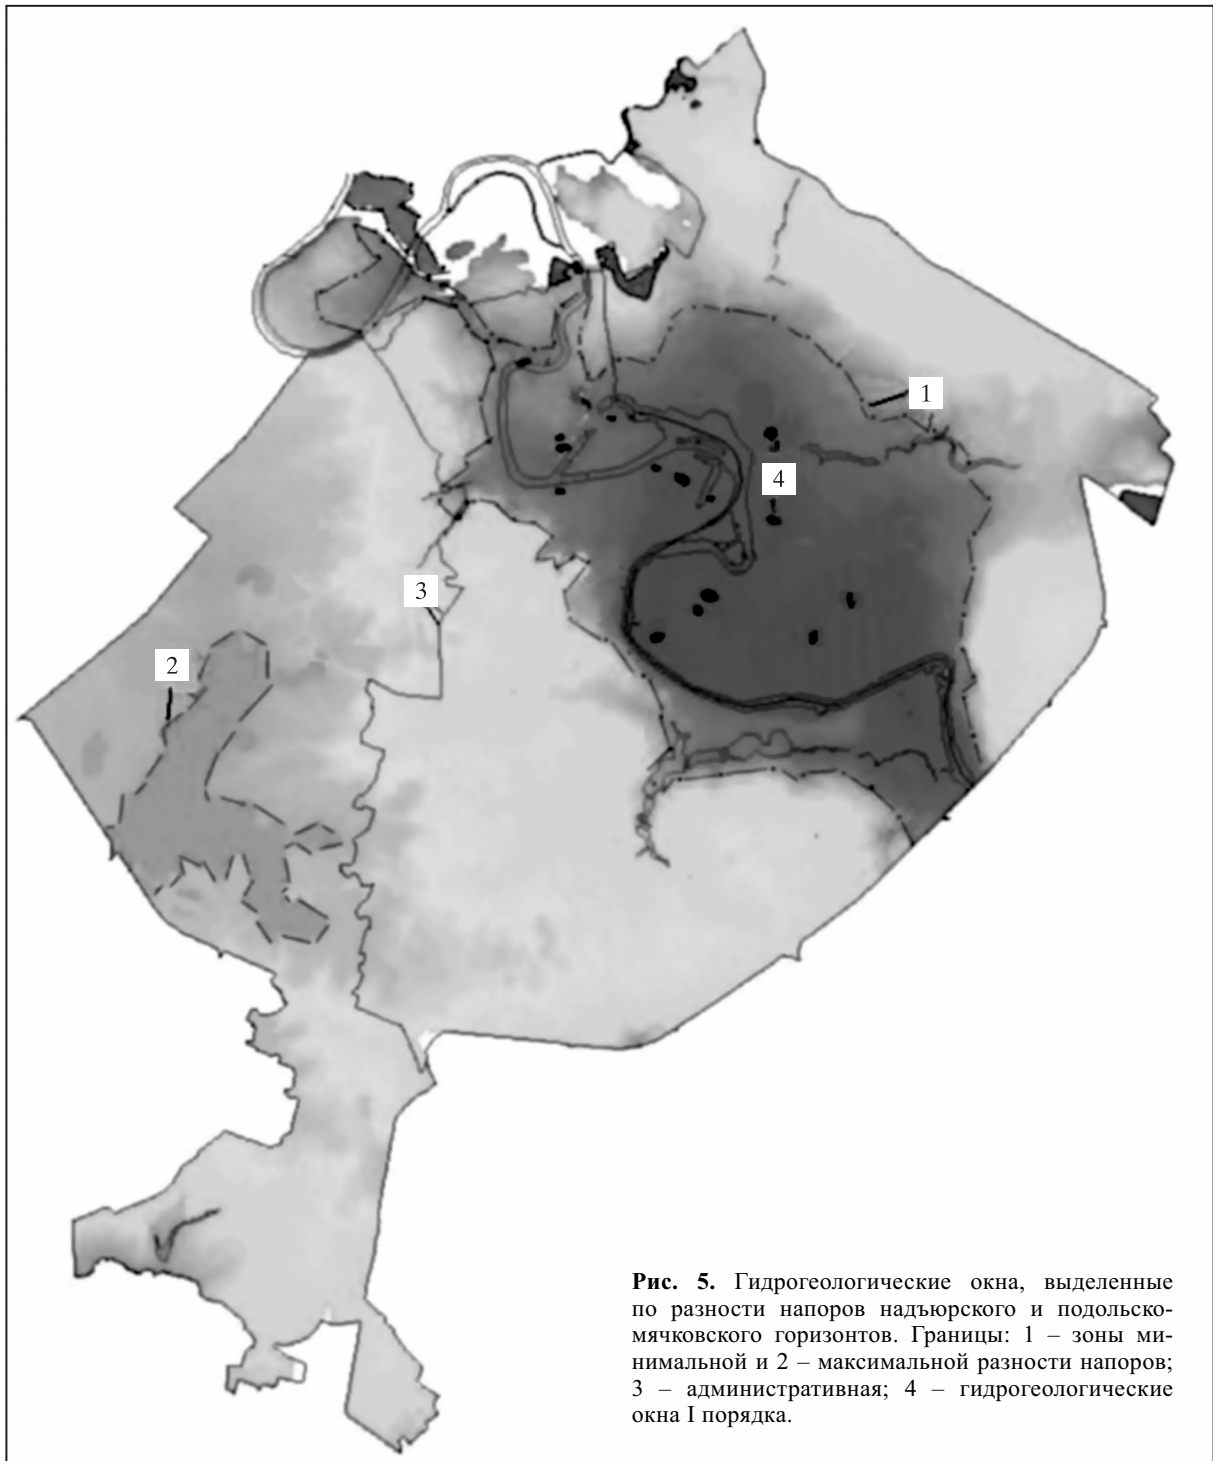 1
4
3
2
Рис. 5. Гидрогеологические окна, выделенные
по разности напоров надъюрского и подольско-
мячковского горизонтов. Границы: 1 – зоны ми-
нимальной и 2 – максимальной разности напоров;
3 – административная; 4 – гидрогеологические
окна I порядка.